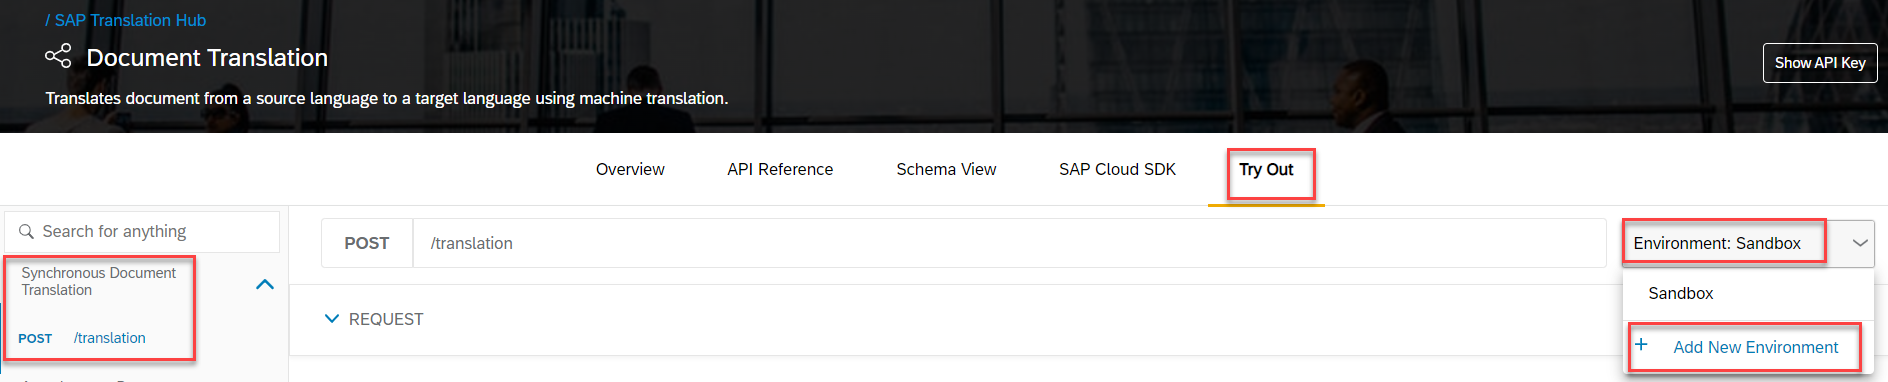 / SAP Translation Hub
Document Translation
Show API Key
Translates document from a source language to a target language using machine translation.
Overview
API Reference
Schema View
SAP Cloud SDK
Try Out
Search for anything
Synchronous Document
Translation
POST /translation
POST /translation
Environment: Sandbox
Sandbox
+ Add New Environment
REQUEST